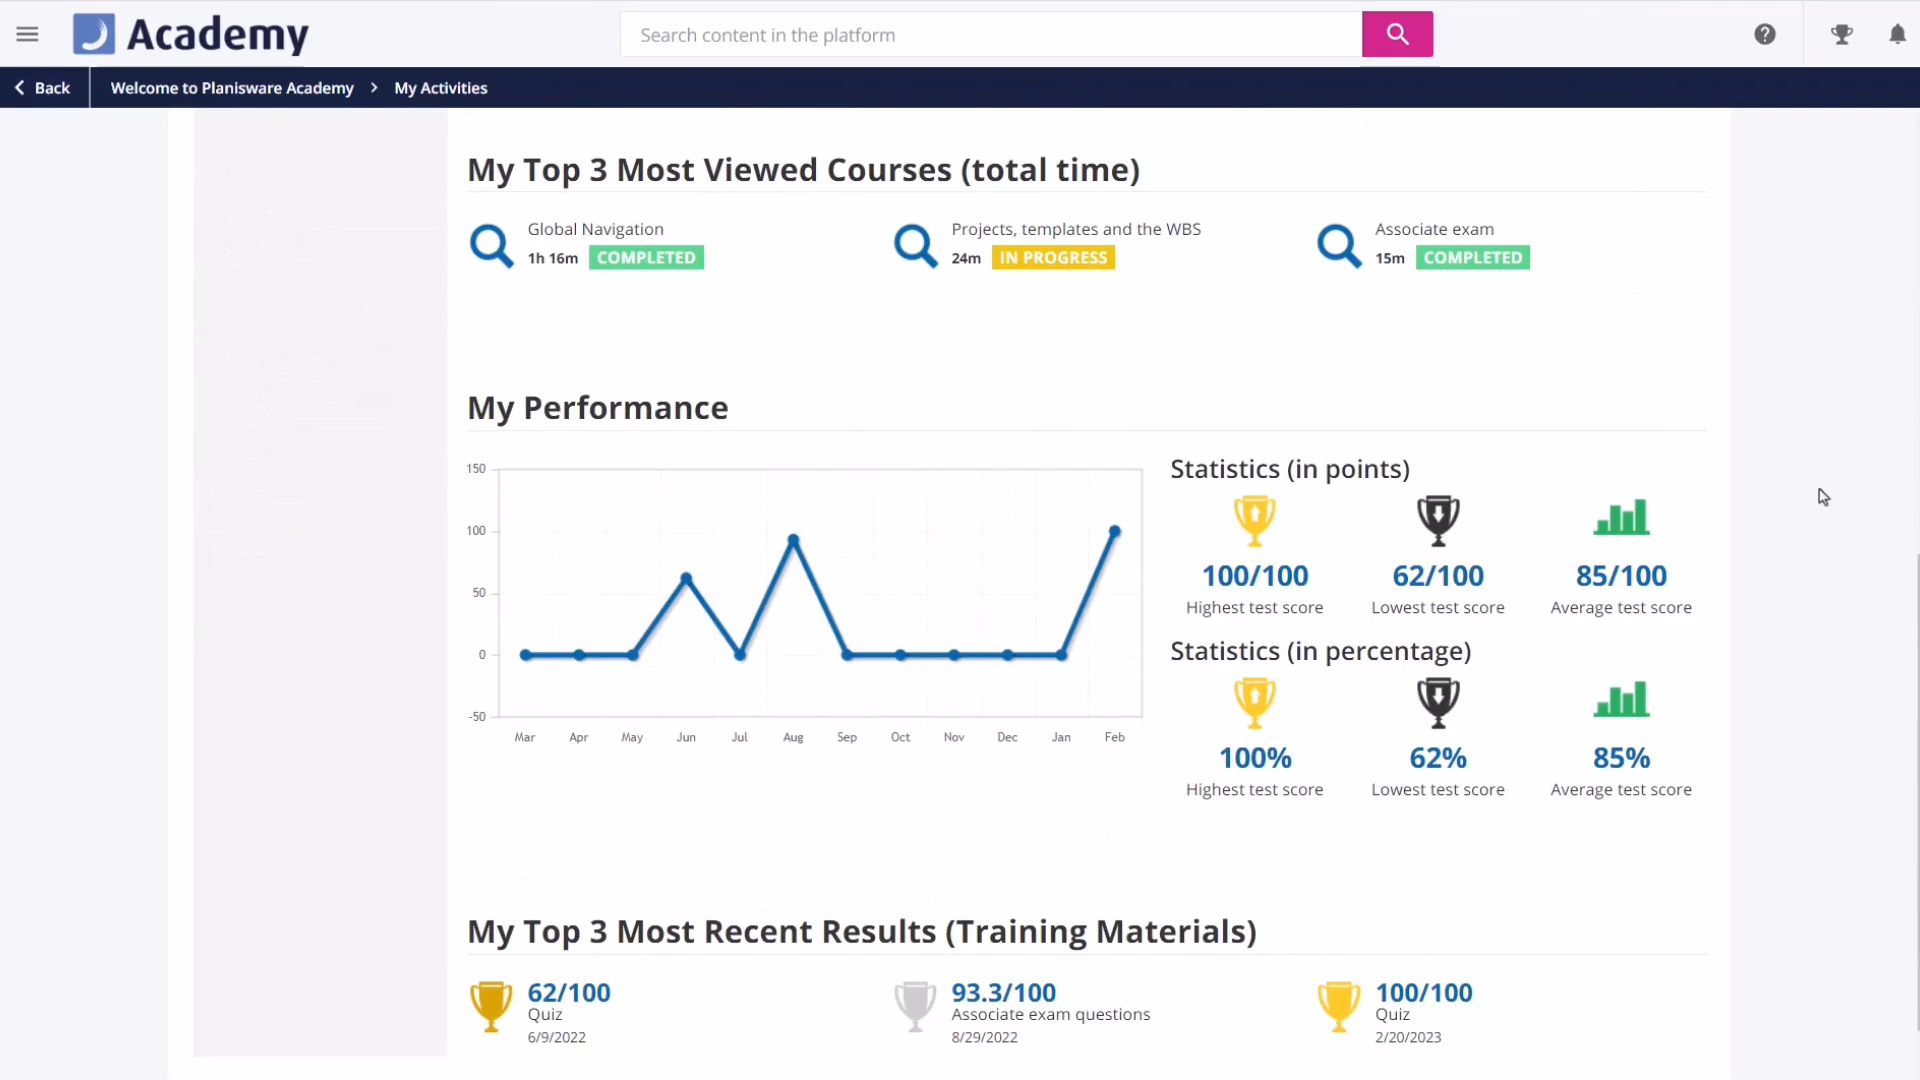 Academy
Search content in the platform
Back
Welcome to Planisware Academy > My Activities
My Top 3 Most Viewed Courses (total time)
Global Navigation
1h 16m COMPLETED
Projects, templates and the WBS
24m IN PROGRESS
Associate exam
15m COMPLETED
My Performance
150
100
50
0
-50
Mar Apr May Jun Jul Aug Sep Oct Nov Dec Jan Feb
Statistics (in points)
100/100 62/100 85/100
Highest test score Lowest test score Average test score
Statistics (in percentage)
100% 62% 85%
Highest test score Lowest test score Average test score
My Top 3 Most Recent Results (Training Materials)
62/100
Quiz
6/9/2022
93.3/100
Associate exam questions
8/29/2022
100/100
Quiz
2/20/2023